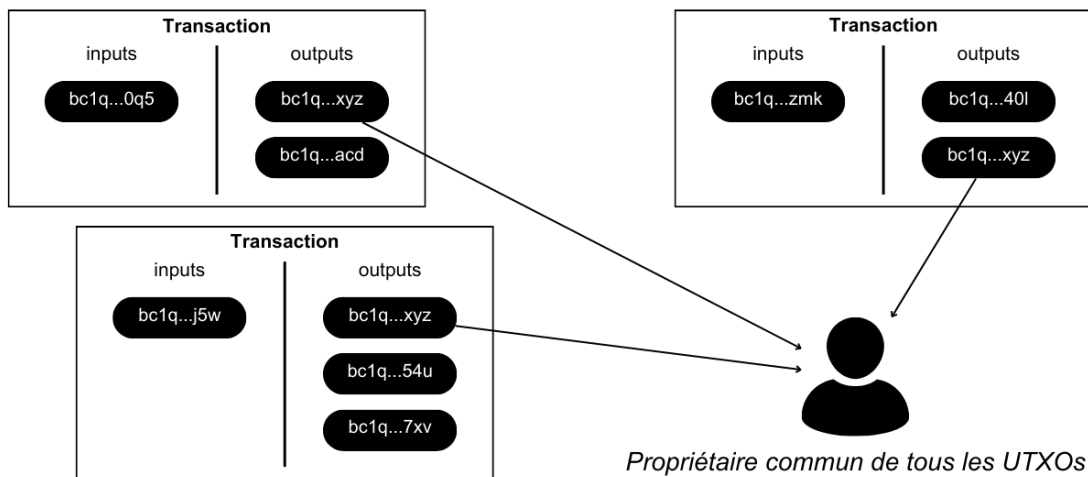 Transaction
inputs
outputs
bc1q...0q5
bc1q...xyz
bc1q...acd
Transaction
inputs
outputs
bc1q...zmk
bc1q...40l
bc1q...xyz
Transaction
inputs
outputs
bc1q...j5w
bc1q...xyz
bc1q...54u
bc1q...7xv
Propriétaire commun de tous les UTXOs